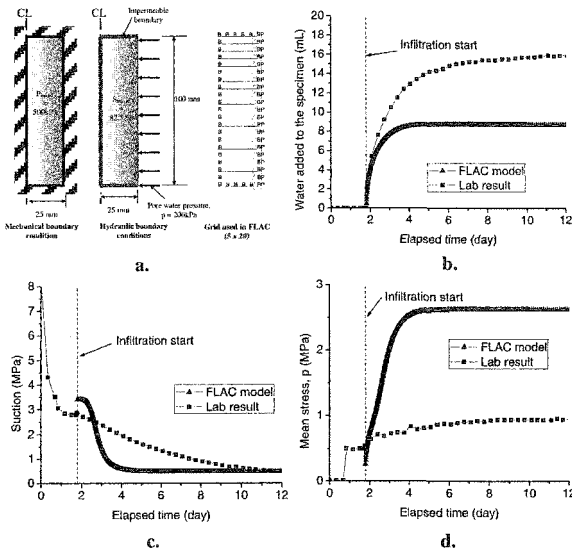 CL
CL
Impermeable
boundary
100 mm
25 mm
25 mm
Pore water pressure,
p = 200kPa
Mechanical boundary
condition
Hydraulic boundary
conditions
Grid used in FLAC
(5 x 20)
a.
Water added to the specimen (mL)
20
18
16
14
12
10
8
6
4
2
0
Infiltration start
FLAC model
Lab result
0 2 4 6 8 10 12
Elapsed time (day)
b.
Suction (MPa)
8
7
6
5
4
3
2
1
0
Infiltration start
FLAC model
Lab result
0 2 4 6 8 10 12
Elapsed time (day)
c.
Mean stress, p (MPa)
3
2
1
0
Infiltration start
FLAC model
Lab result
0 2 4 6 8 10 12
Elapsed time (day)
d.